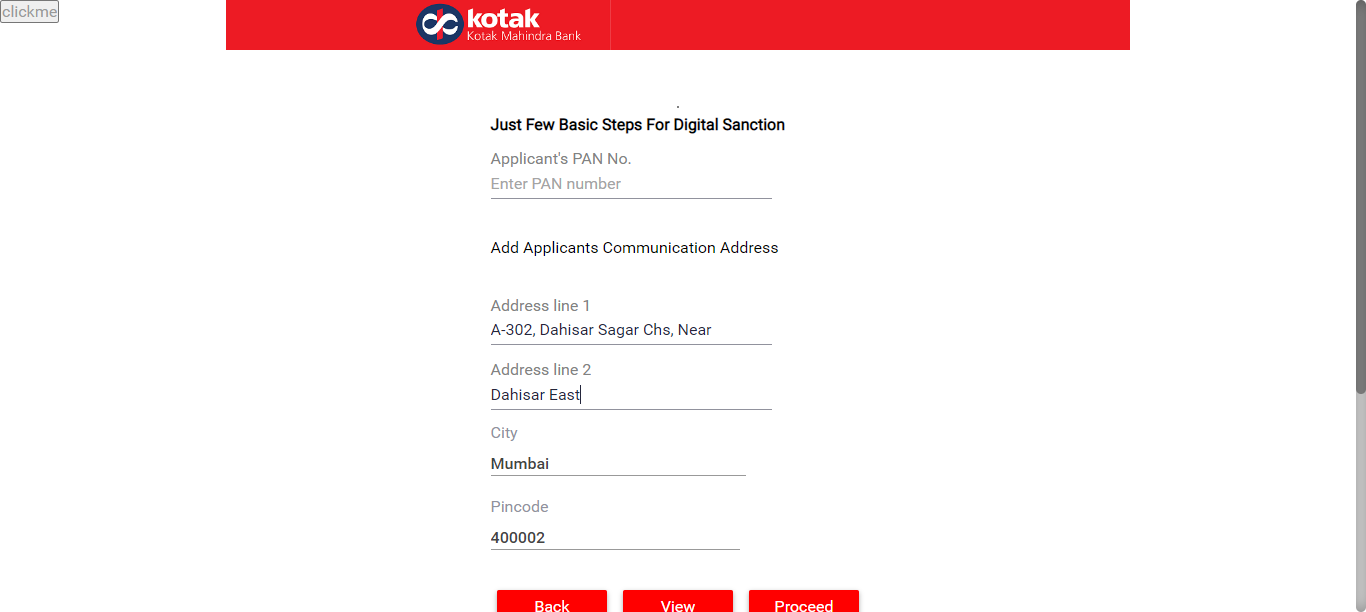 clickme
kotak
Kotak Mahindra Bank
.
Just Few Basic Steps For Digital Sanction
Applicant's PAN No.
Enter PAN number
Add Applicants Communication Address
Address line 1
A-302, Dahisar Sagar Chs, Near
Address line 2
Dahisar East
City
Mumbai
Pincode
400002
Back View Proceed